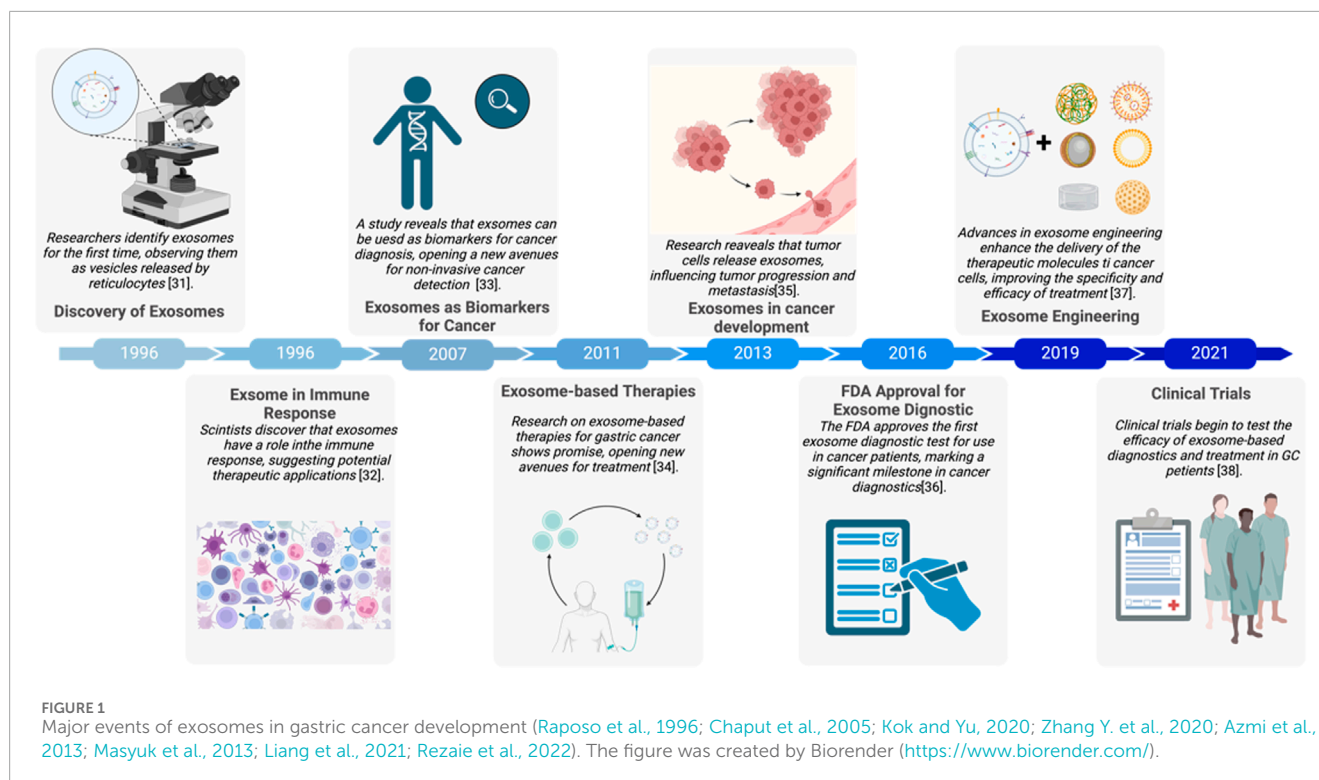 Researchers identify exosomes
for the first time, observing them
as vesicles released by
reticulocytes [31].
Discovery of Exosomes
A study reveals that exsomes can
be uesd as biomarkers for cancer
diagnosis, opening a new avenues
for non-invasive cancer
detection [33].
Exosomes as Biomarkers
for Cancer
Research reaveals that tumor
cells release exosomes,
influencing tumor progression and
metastasis[35].
Exosomes in cancer
development
Advances in exosome engineering
enhance the delivery of the
therapeutic molecules ti cancer
cells, improving the specificity and
efficacy of treatment [37].
Exosome Engineering
1996
1996
2007
2011
2013
2016
2019
2021
Exsome in Immune
Response
Scintists discover that exosomes
have a role inthe immune
response, suggesting potential
therapeutic applications [32].
Exosome-based Therapies
Research on exosome-based
therapies for gastric cancer
shows promise, opening new
avenues for treatment [34].
FDA Approval for
Exosome Dignostic
The FDA approves the first
exosome diagnostic test for use
in cancer patients, marking a
significant milestone in cancer
diagnostics[36].
Clinical Trials
Clinical trials begin to test the
efficacy of exosome-based
diagnostics and treatment in GC
petients [38].
FIGURE 1
Major events of exosomes in gastric cancer development (Raposo et al., 1996; Chaput et al., 2005; Kok and Yu, 2020; Zhang Y. et al., 2020; Azmi et al.,
2013; Masyuk et al., 2013; Liang et al., 2021; Rezaie et al., 2022). The figure was created by Biorender (https://www.biorender.com/).